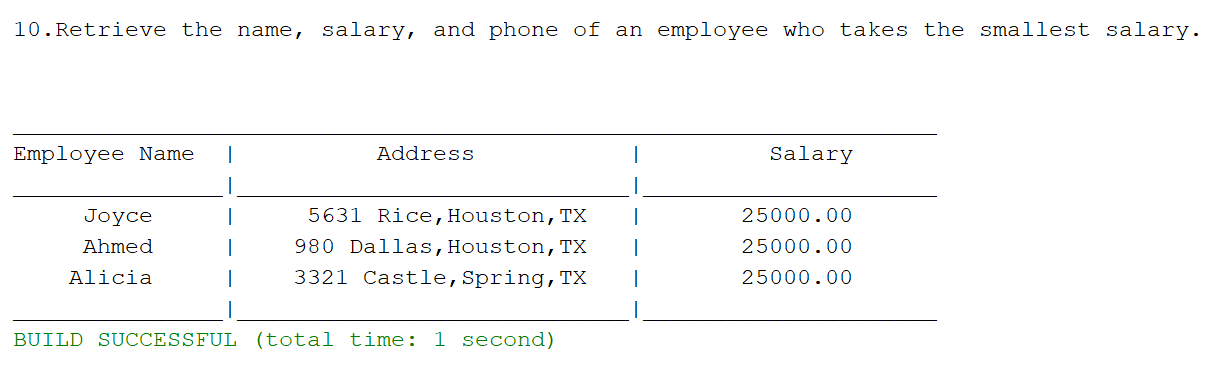 10.Retrieve the name, salary, and phone of an employee who takes the smallest salary.
Employee Name | Address | Salary
Joyce | 5631 Rice,Houston,TX | 25000.00
Ahmed | 980 Dallas,Houston,TX | 25000.00
Alicia | 3321 Castle,Spring,TX | 25000.00
BUILD SUCCESSFUL (total time: 1 second)